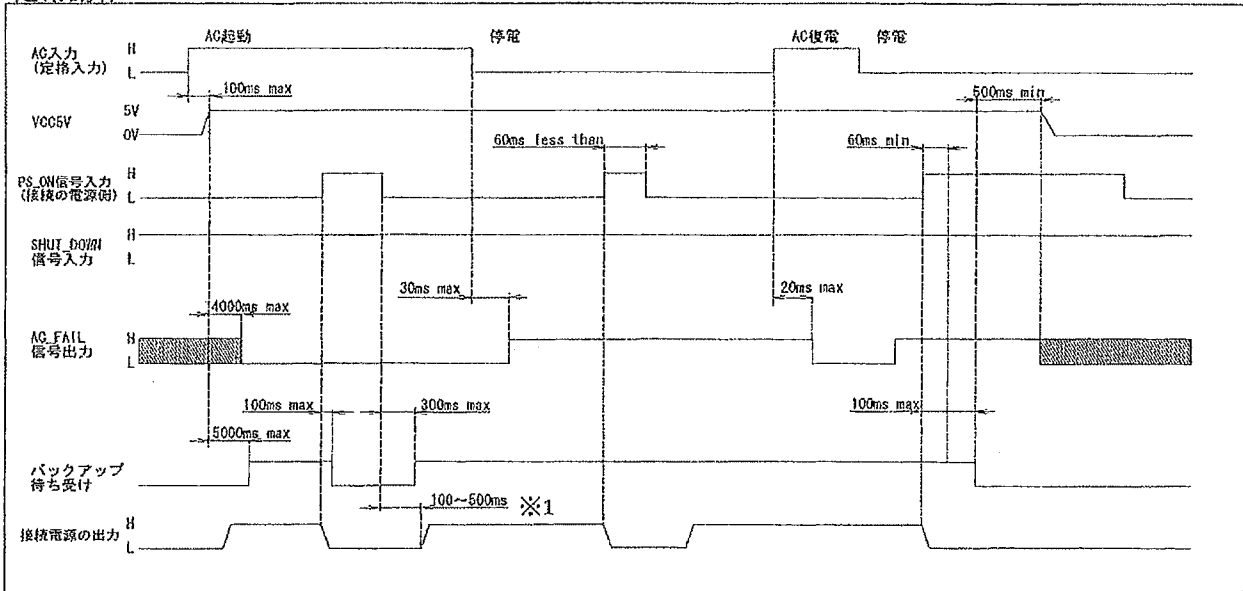 AC起動 停電 AC復電 停電
AC入力 H
(定格入力) L
100ms max 500ms min
VCC5V 5V
0V
60ms less than 60ms min
PS_ON信号入力 H
(接続の電源側) L
SHUT_DOWN H
信号入力 L
30ms max 20ms max
4000ms max
AC_FAIL H
信号出力 L
100ms max 300ms max 100ms max
5000ms max
バックアップ
待ち受け
100～500ms ※1
接続電源の出力 H
L